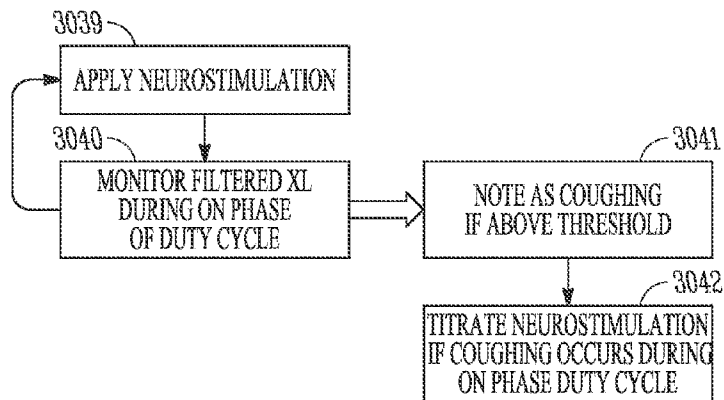 3039
APPLY NEUROSTIMULATION
3040
MONITOR FILTERED XL
DURING ON PHASE
OF DUTY CYCLE
3041
NOTE AS COUGHING
IF ABOVE THRESHOLD
3042
TITRATE NEUROSTIMULATION
IF COUGHING OCCURS DURING
ON PHASE DUTY CYCLE